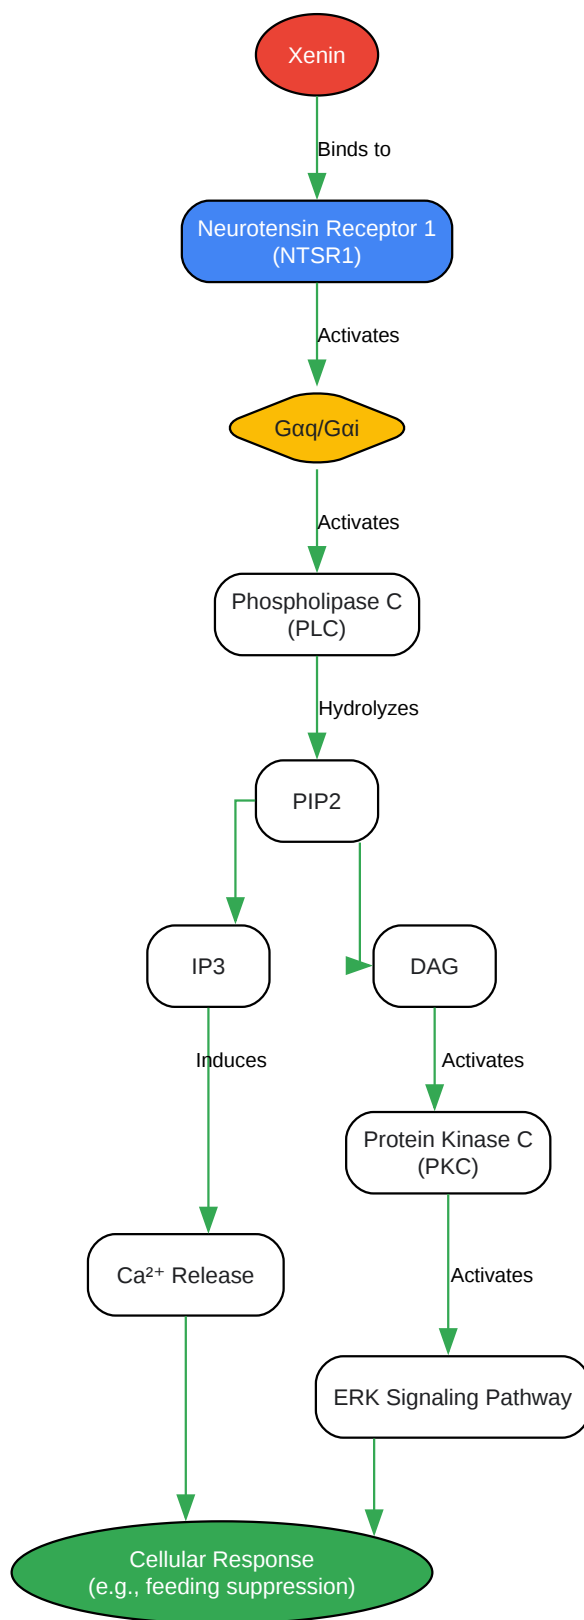 Xenin
Binds to
Neurotensin Receptor 1
(NTSR1)
Activates
Gαq/Gαi
Activates
Phospholipase C
(PLC)
Hydrolyzes
PIP2
IP3
DAG
Induces
Activates
Protein Kinase C
(PKC)
Ca²⁺ Release
Activates
ERK Signaling Pathway
Cellular Response
(e.g., feeding suppression)